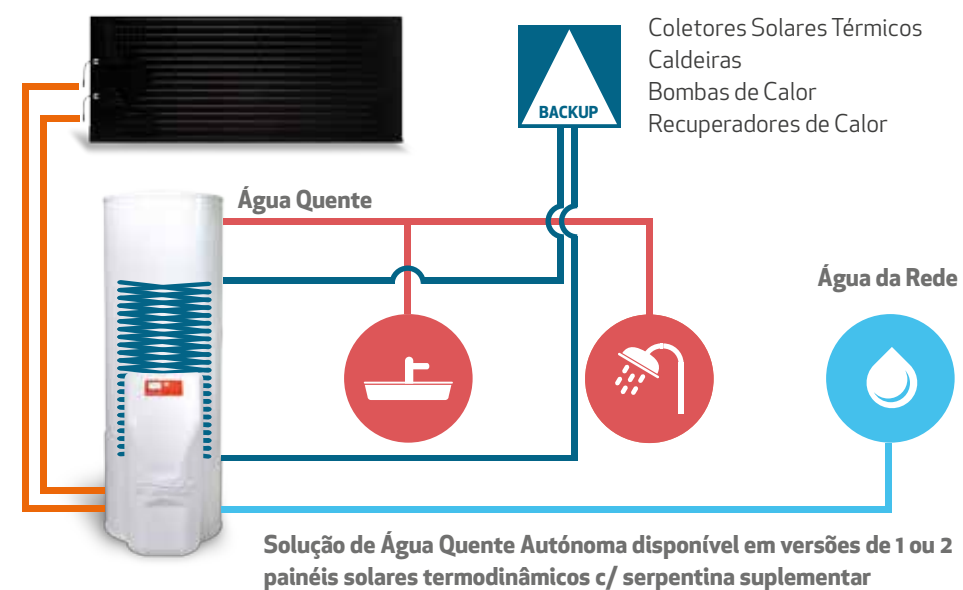 Coletores Solares Térmicos
Caldeiras
Bombas de Calor
Recuperadores de Calor
BACKUP
Água Quente
Água da Rede
Solução de Água Quente Autónoma disponível em versões de 1 ou 2
painéis solares termodinâmicos c/ serpentina suplementar